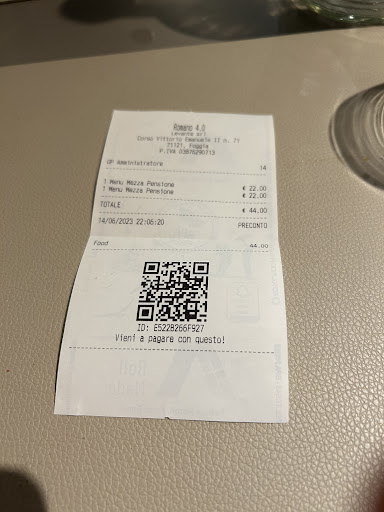 Romano 4.0
Levante srl
Corso Vittorio Emanuele II n. 71
71121, Foggia
P.IVA 03876290713
OP Amministratore 14
1 Menu Mezza Pensione € 22.00
1 Menu Mezza Pensione € 22.00
TOTALE: € 44.00
14/06/2023 22:06:20 PRECONTO
Food 44.00
ID: E522B266F927
Vieni a pagare con questo!